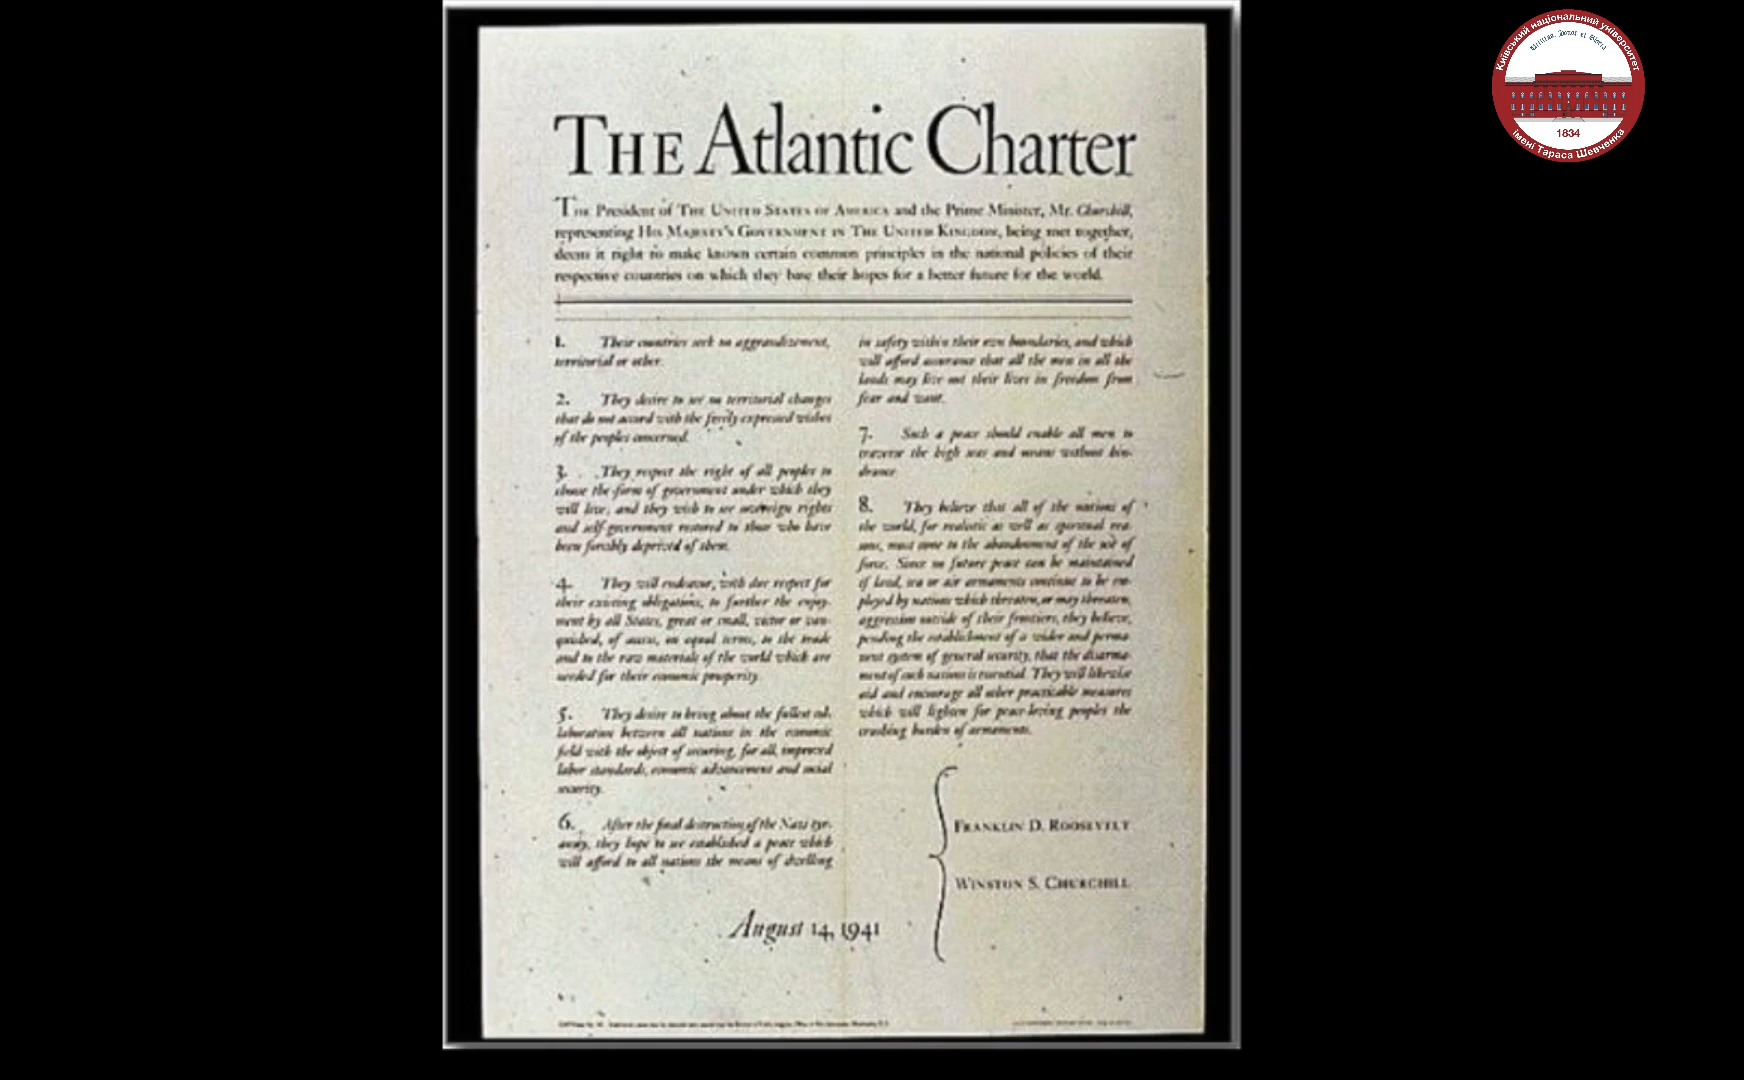 THE Atlantic Charter
THE President of THE UNITED STATES OF AMERICA and the Prime Minister, Mr. Churchill,
representing HIS MAJESTY'S GOVERNMENT IN THE UNITED KINGDOM, being met together,
deem it right to make known certain common principles in the national policies of their
respective countries on which they base their hopes for a better future for the world.
1. Their countries seek no aggrandizement,
territorial or other.
2. They desire to see no territorial changes
that do not accord with the freely expressed wishes
of the peoples concerned.
3. They respect the right of all peoples to
choose the form of government under which they
will live; and they wish to see sovereign rights
and self-government restored to those who have
been forcibly deprived of them.
4. They will endeavor, with due respect for
their existing obligations, to further the enjoy-
ment by all States, great or small, victor or van-
quished, of access, on equal terms, to the trade
and to the raw materials of the world which are
needed for their economic prosperity.
5. They desire to bring about the fullest col-
laboration between all nations in the economic
field with the object of securing, for all, improved
labor standards, economic advancement and social
security.
6. After the final destruction of the Nazi tyr-
anny, they hope to see established a peace which
will afford to all nations the means of dwelling
in safety within their own boundaries, and which
will afford assurance that all the men in all the
lands may live out their lives in freedom from
fear and want.
7. Such a peace should enable all men to
traverse the high seas and oceans without hin-
drance.
8. They believe that all of the nations of
the world, for realistic as well as spiritual rea-
sons, must come to the abandonment of the use of
force. Since no future peace can be maintained
if land, sea or air armaments continue to be em-
ployed by nations which threaten, or may threaten,
aggression outside of their frontiers, they believe,
pending the establishment of a wider and perma-
nent system of general security, that the disarma-
ment of such nations is essential. They will likewise
aid and encourage all other practicable measures
which will lighten for peace-loving peoples the
crushing burden of armaments.
FRANKLIN D. ROOSEVELT
WINSTON S. CHURCHILL
August 14, 1941
Київський національний університет
1834
імені Тараса Шевченка